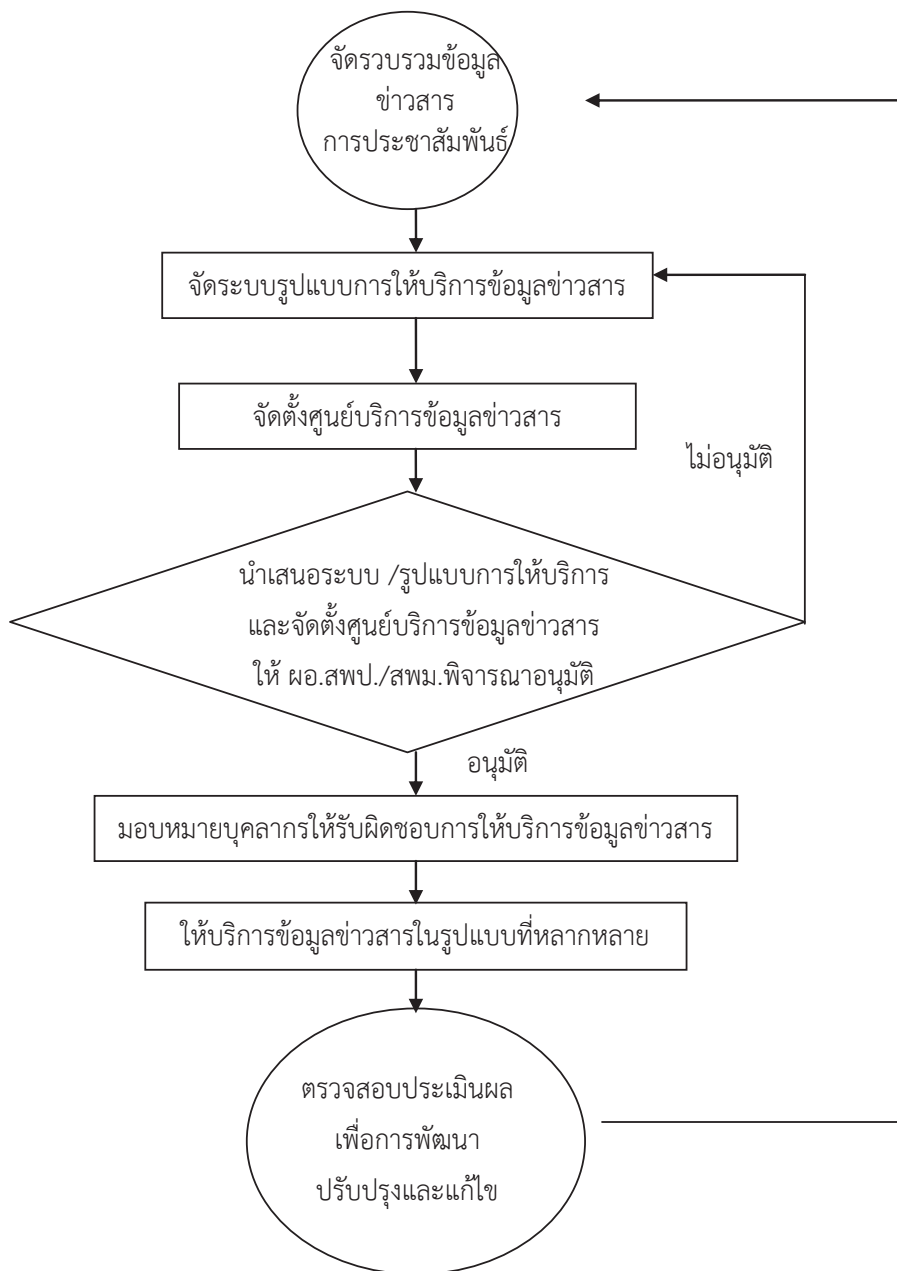 จัดรวบรวมข้อมูล
ข่าวสาร
การประชาสัมพันธ์
จัดระบบรูปแบบการให้บริการข้อมูลข่าวสาร
จัดตั้งศูนย์บริการข้อมูลข่าวสาร
ไม่อนุมัติ
นำเสนอระบบ /รูปแบบการให้บริการ
และจัดตั้งศูนย์บริการข้อมูลข่าวสาร
ให้ ผอ.สพป./สพม.พิจารณาอนุมัติ
อนุมัติ
มอบหมายบุคลากรให้รับผิดชอบการให้บริการข้อมูลข่าวสาร
ให้บริการข้อมูลข่าวสารในรูปแบบที่หลากหลาย
ตรวจสอบประเมินผล
เพื่อการพัฒนา
ปรับปรุงและแก้ไข